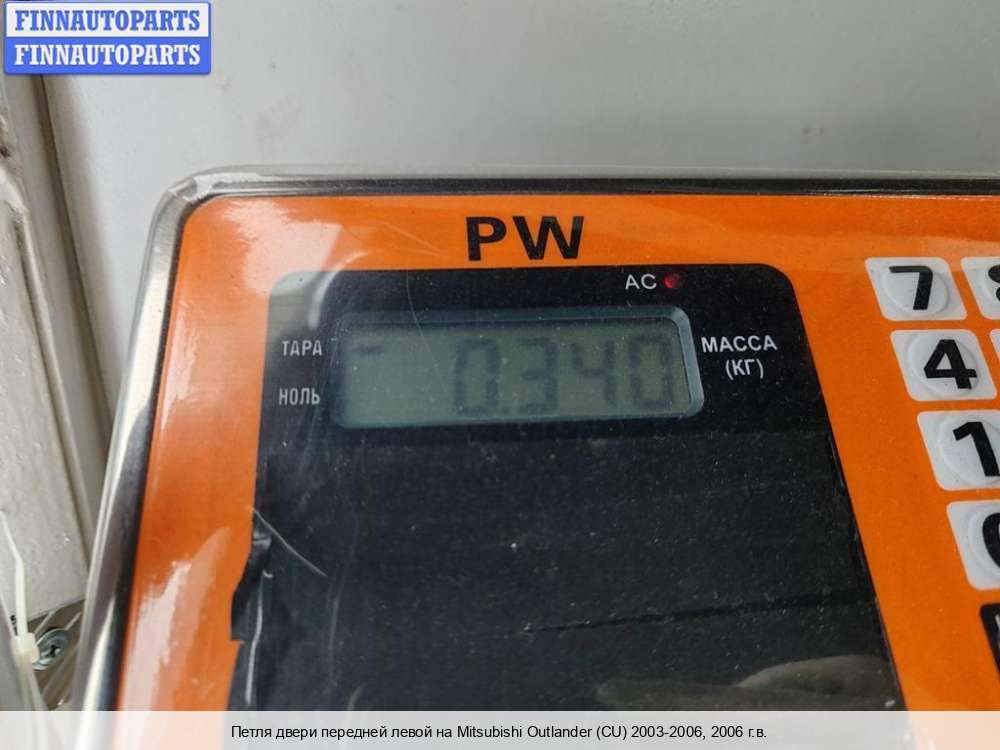 FINNAUTOPARTS
FINNAUTOPARTS
PW
AC
ТАРА
НОЛЬ
0.340
МАССА
(КГ)
7
4
1
Петля двери передней левой на Mitsubishi Outlander (CU) 2003-2006, 2006 г.в.